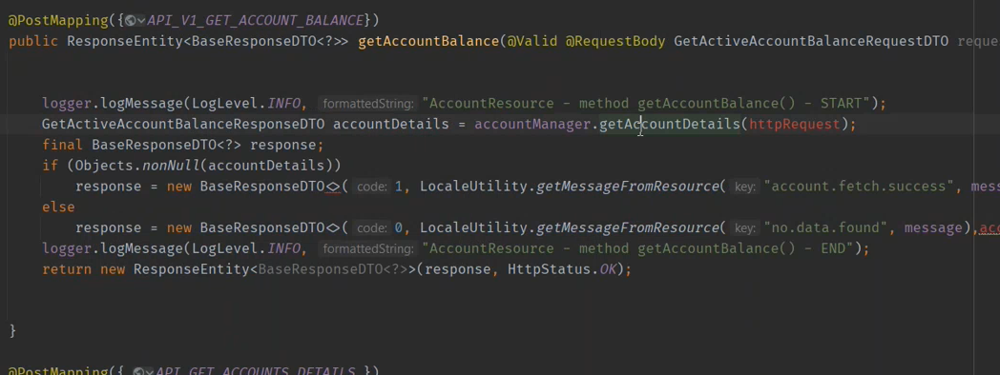 @PostMapping({API_V1_GET_ACCOUNT_BALANCE})
public ResponseEntity<BaseResponseDTO<?>> getAccountBalance(@Valid @RequestBody GetActiveAccountBalanceRequestDTO reque
logger.logMessage(LogLevel.INFO, formattedString: "AccountResource - method getAccountBalance() - START");
GetActiveAccountBalanceResponseDTO accountDetails = accountManager.getAccountDetails(httpRequest);
final BaseResponseDTO<?> response;
if (Objects.nonNull(accountDetails))
response = new BaseResponseDTO<>( code: 1, LocaleUtility.getMessageFromResource( key: "account.fetch.success", mess
else
response = new BaseResponseDTO<>( code: 0, LocaleUtility.getMessageFromResource( key: "no.data.found", message),acc
logger.logMessage(LogLevel.INFO, formattedString: "AccountResource - method getAccountBalance() - END");
return new ResponseEntity<BaseResponseDTO<?>>(response, HttpStatus.OK);
}
@PostMapping({ API_GET_ACCOUNTS_DETAILS })